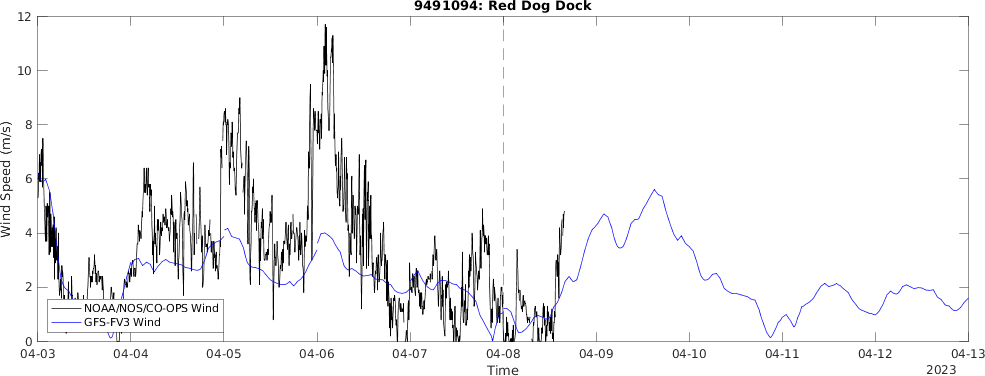 9491094: Red Dog Dock
12
10
8
6
4
2
0
Wind Speed (m/s)
NOAA/NOS/CO-OPS Wind
GFS-FV3 Wind
04-03 04-04 04-05 04-06 04-07 04-08 04-09 04-10 04-11 04-12 04-13
Time
2023